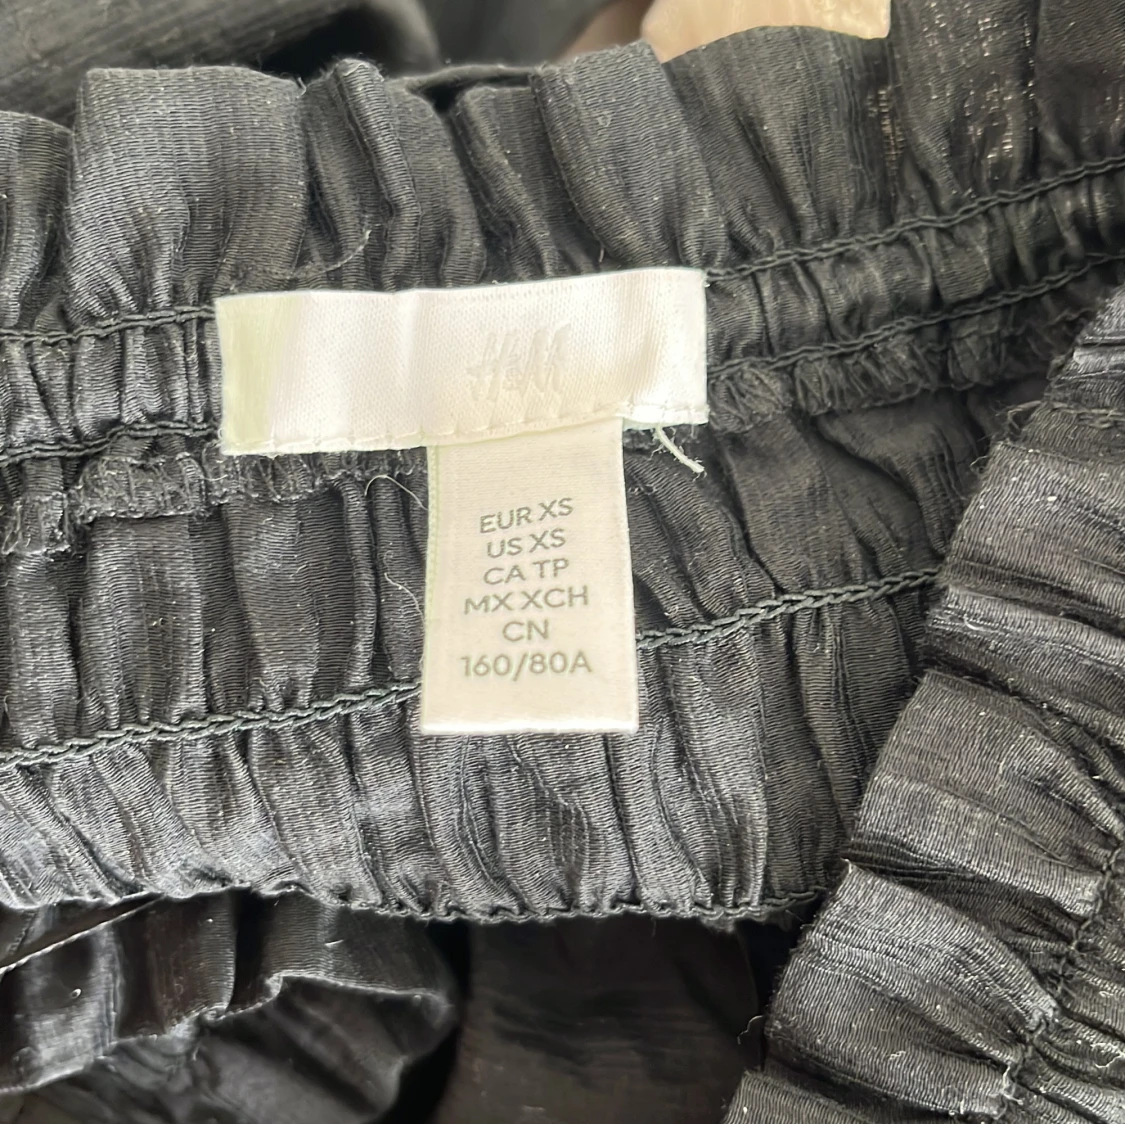 H&M
EUR XS
US XS
CA TP
MX XCH
CN
160/80A